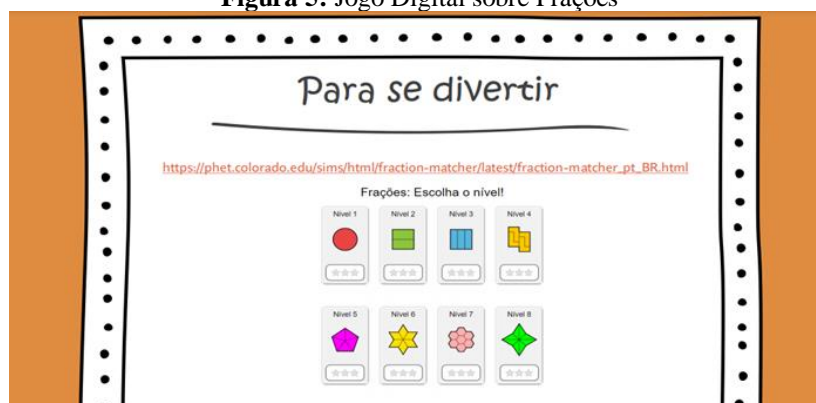 Figura 5: Jogo Digital sobre Frações
Para se divertir
https://phet.colorado.edu/sims/html/fraction-matcher/latest/fraction-matcher_pt_BR.html
Frações: Escolha o nível!
Nível 1 Nível 2 Nível 3 Nível 4
Nível 5 Nível 6 Nível 7 Nível 8